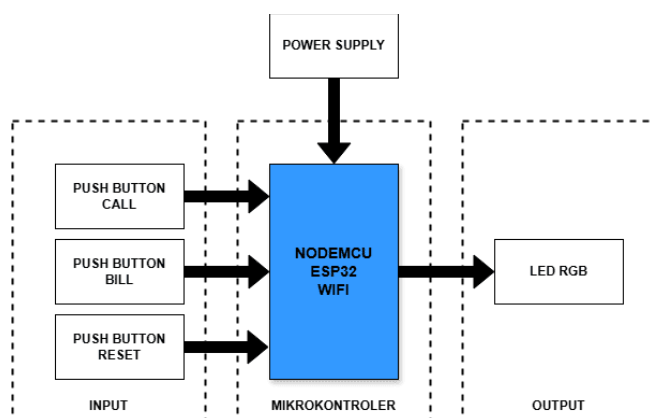 POWER SUPPLY
PUSH BUTTON
CALL
PUSH BUTTON
BILL
PUSH BUTTON
RESET
NODEMCU
ESP32
WIFI
LED RGB
INPUT
MIKROKONTROLER
OUTPUT